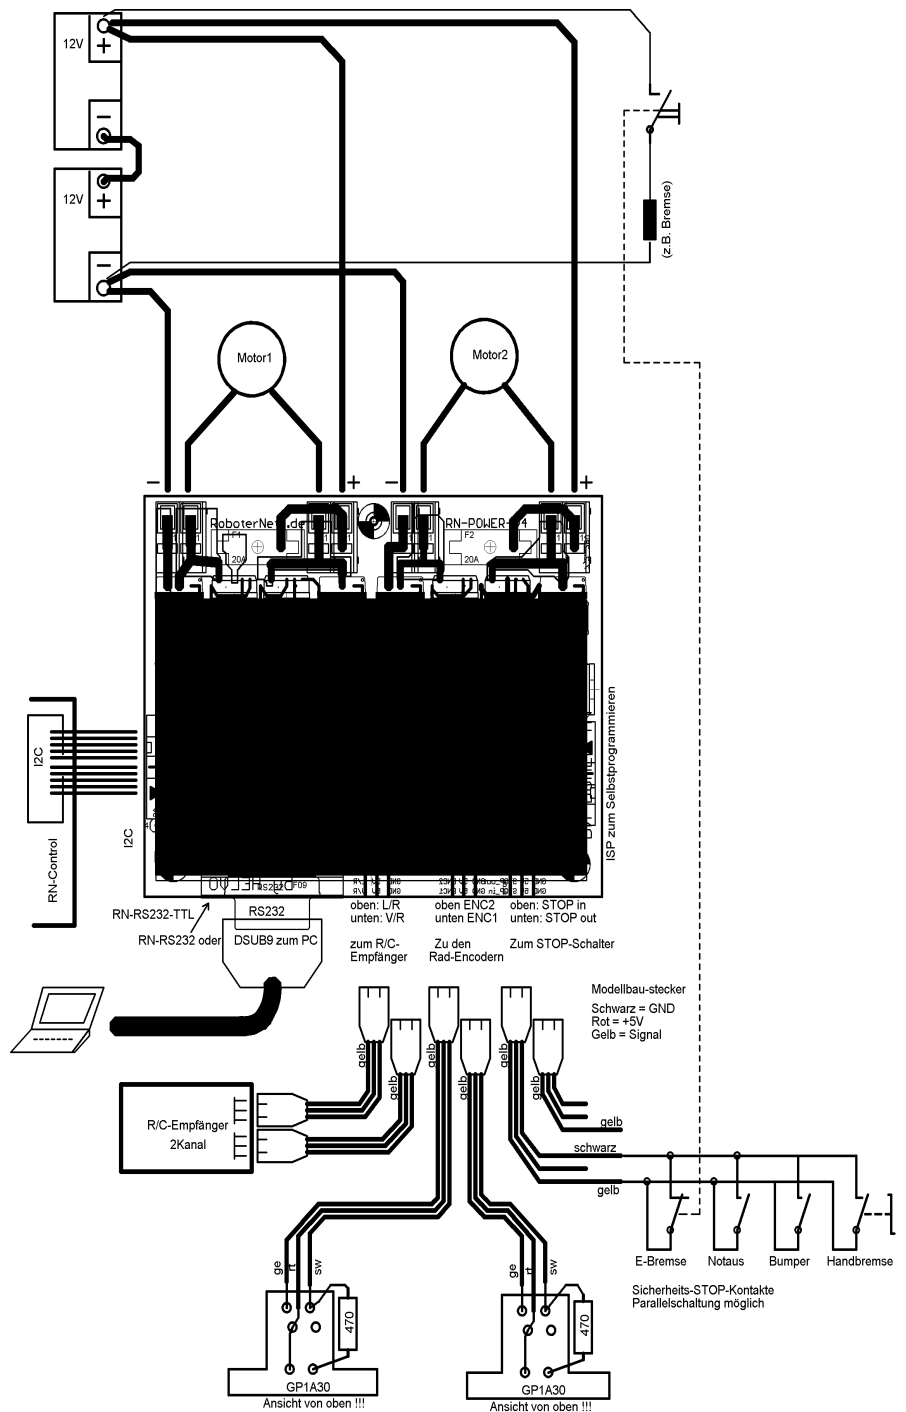 12V
+
−
12V
+
−
(z.B. Bremse)
Motor1
Motor2
−
+
−
+
RoboterNetz.de
F1
RN-POWER-
F2
20A
20A
I2C
RN-Control
I2C
ISP zum Selbstprogrammieren
RS232
F09
RN-RS232-TTL
RN-RS232 oder
RS232
DSUB9 zum PC
oben: L/R
unten: V/R
oben ENC2
unten ENC1
oben: STOP in
unten: STOP out
zum R/C-
Empfänger
Zu den
Rad-Encodern
Zum STOP-Schalter
Modellbau-stecker
Schwarz = GND
Rot = +5V
Gelb = Signal
gelb
gelb
gelb
gelb
gelb
gelb
R/C-Empfänger
2Kanal
gelb
schwarz
gelb
E-Bremse
Notaus
Bumper
Handbremse
Sicherheits-STOP-Kontakte
Parallelschaltung möglich
ge
rt
sw
ge
rt
sw
470
470
GP1A30
Ansicht von oben !!!
GP1A30
Ansicht von oben !!!